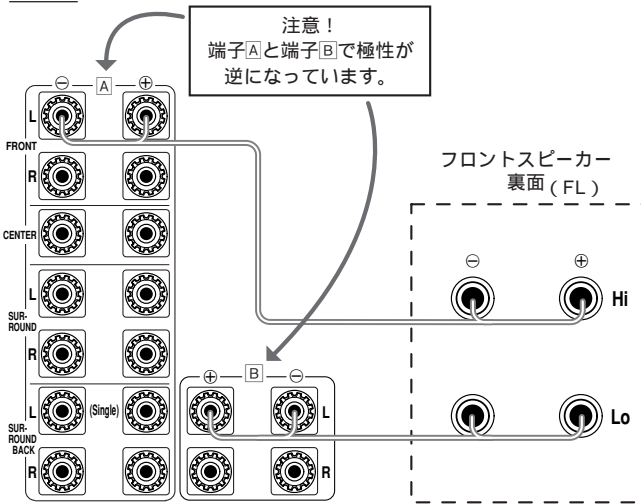 注意！
端子Aと端子Bで極性が
逆になっています。
⊖ A ⊕
L
FRONT
R
CENTER
L
SUR-
ROUND
R
L
(Single)
SUR-
ROUND
BACK
R
⊕ B ⊖
L
R
フロントスピーカー
裏面（FL）
⊖ ⊕
Hi
Lo